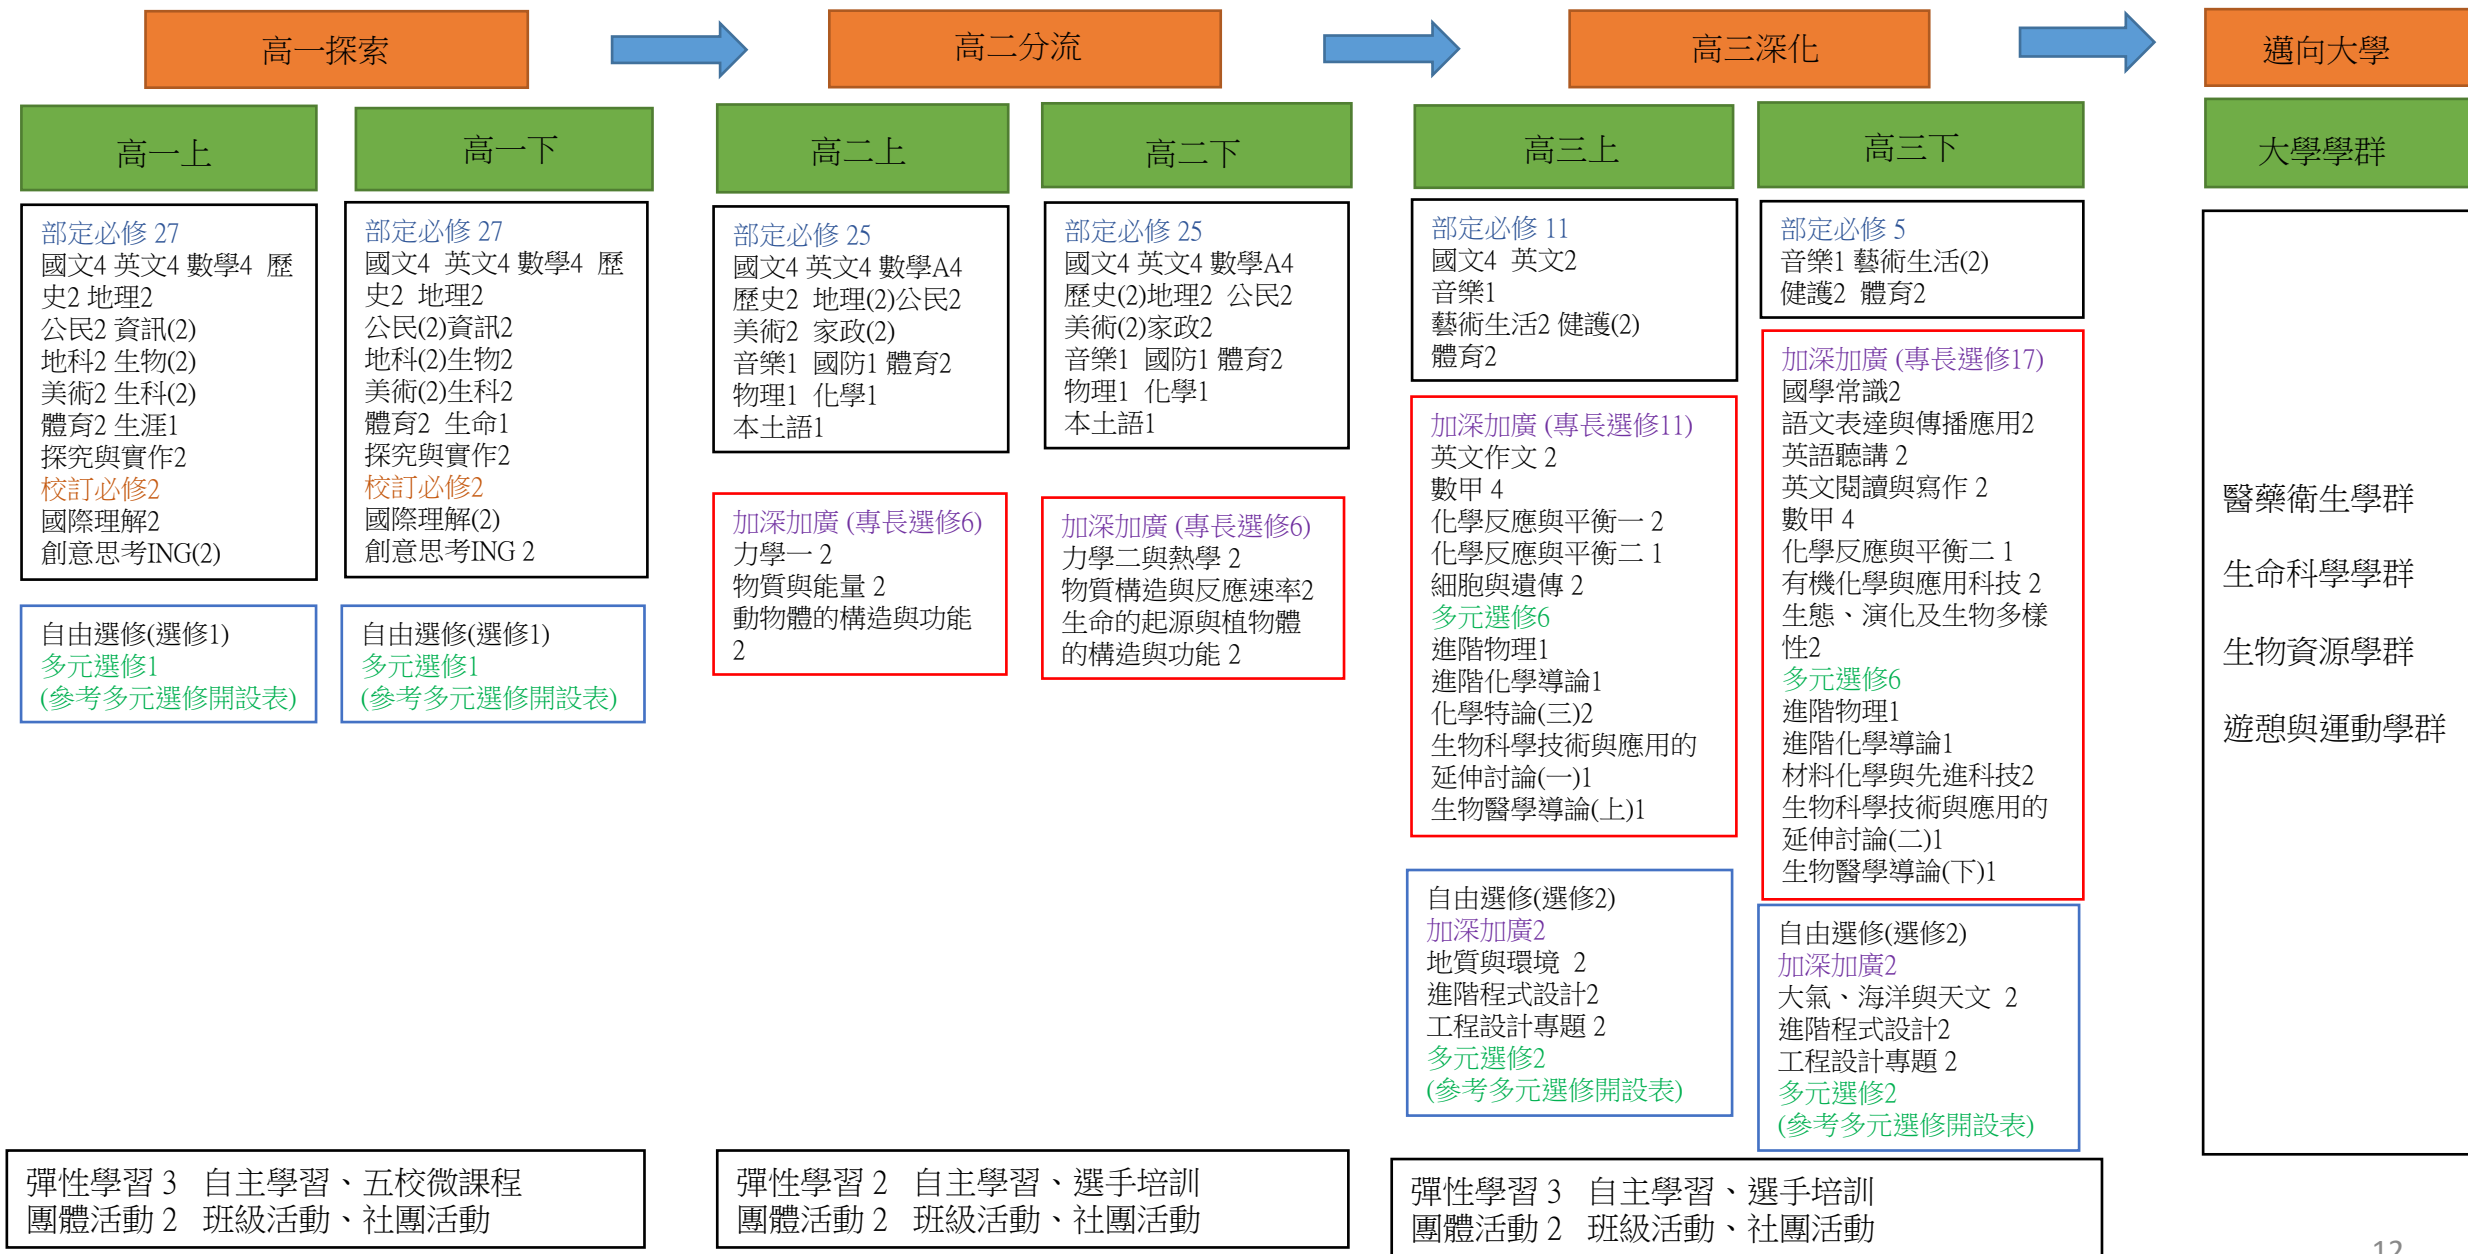 高一探索
高二分流
高三深化
邁向大學
高一上
高一下
高二上
高二下
高三上
高三下
大學學群
部定必修 27
國文4 英文4 數學4 歷
史2 地理2
公民2 資訊(2)
地科2 生物(2)
美術2 生科(2)
體育2 生涯1
探究與實作2
校訂必修2
國際理解2
創意思考ING(2)
自由選修(選修1)
多元選修1
(參考多元選修開設表)
部定必修 27
國文4 英文4 數學4 歷
史2 地理2
公民(2)資訊2
地科(2)生物2
美術(2)生科2
體育2 生命1
探究與實作2
校訂必修2
國際理解(2)
創意思考ING 2
自由選修(選修1)
多元選修1
(參考多元選修開設表)
彈性學習 3 自主學習、五校微課程
團體活動 2 班級活動、社團活動
部定必修 25
國文4 英文4 數學A4
歷史2 地理(2)公民2
美術2 家政(2)
音樂1 國防1 體育2
物理1 化學1
本土語1
加深加廣 (專長選修6)
力學一 2
物質與能量 2
動物體的構造與功能
2
部定必修 25
國文4 英文4 數學A4
歷史(2)地理2 公民2
美術(2)家政2
音樂1 國防1 體育2
物理1 化學1
本土語1
加深加廣 (專長選修6)
力學二與熱學 2
物質構造與反應速率2
生命的起源與植物體
的構造與功能 2
彈性學習 2 自主學習、選手培訓
團體活動 2 班級活動、社團活動
部定必修 11
國文4 英文2
音樂1
藝術生活2 健護(2)
體育2
加深加廣 (專長選修11)
英文作文 2
數甲 4
化學反應與平衡一 2
化學反應與平衡二 1
細胞與遺傳 2
多元選修6
進階物理1
進階化學導論1
化學特論(三)2
生物科學技術與應用的
延伸討論(一)1
生物醫學導論(上)1
自由選修(選修2)
加深加廣2
地質與環境 2
進階程式設計2
工程設計專題 2
多元選修2
(參考多元選修開設表)
部定必修 5
音樂1 藝術生活(2)
健護2 體育2
加深加廣 (專長選修17)
國學常識2
語文表達與傳播應用2
英語聽講 2
英文閱讀與寫作 2
數甲 4
化學反應與平衡二 1
有機化學與應用科技 2
生態、演化及生物多樣
性2
多元選修6
進階物理1
進階化學導論1
材料化學與先進科技2
生物科學技術與應用的
延伸討論(二)1
生物醫學導論(下)1
自由選修(選修2)
加深加廣2
大氣、海洋與天文 2
進階程式設計2
工程設計專題 2
多元選修2
(參考多元選修開設表)
彈性學習 3 自主學習、選手培訓
團體活動 2 班級活動、社團活動
醫藥衛生學群
生命科學學群
生物資源學群
遊憩與運動學群
12